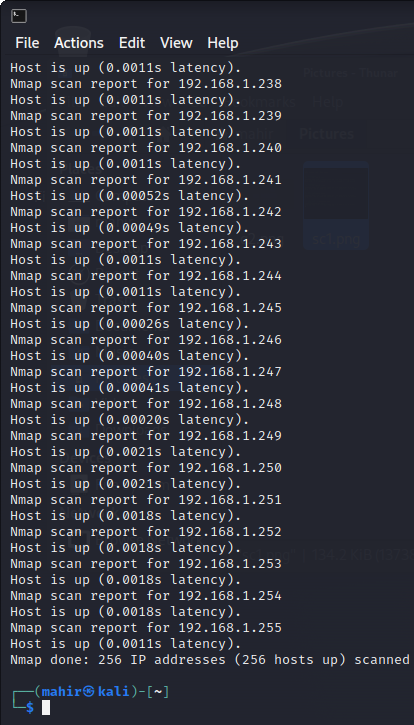 File Actions Edit View Help
Host is up (0.0011s latency).
Nmap scan report for 192.168.1.238
Host is up (0.0011s latency).
Nmap scan report for 192.168.1.239
Host is up (0.0011s latency).
Nmap scan report for 192.168.1.240
Host is up (0.0011s latency).
Nmap scan report for 192.168.1.241
Host is up (0.00052s latency).
Nmap scan report for 192.168.1.242
Host is up (0.00049s latency).
Nmap scan report for 192.168.1.243
Host is up (0.0011s latency).
Nmap scan report for 192.168.1.244
Host is up (0.0011s latency).
Nmap scan report for 192.168.1.245
Host is up (0.00026s latency).
Nmap scan report for 192.168.1.246
Host is up (0.00040s latency).
Nmap scan report for 192.168.1.247
Host is up (0.00041s latency).
Nmap scan report for 192.168.1.248
Host is up (0.00020s latency).
Nmap scan report for 192.168.1.249
Host is up (0.0021s latency).
Nmap scan report for 192.168.1.250
Host is up (0.0021s latency).
Nmap scan report for 192.168.1.251
Host is up (0.0018s latency).
Nmap scan report for 192.168.1.252
Host is up (0.0018s latency).
Nmap scan report for 192.168.1.253
Host is up (0.0018s latency).
Nmap scan report for 192.168.1.254
Host is up (0.0018s latency).
Nmap scan report for 192.168.1.255
Host is up (0.0011s latency).
Nmap done: 256 IP addresses (256 hosts up) scanned
┌──(mahir㉿kali)-[~]
└─$